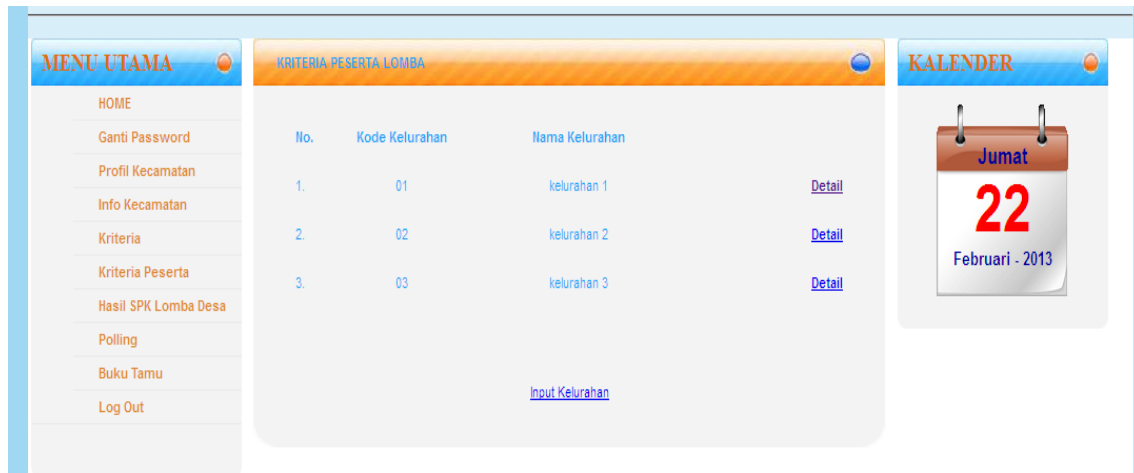 MENU UTAMA
HOME
Ganti Password
Profil Kecamatan
Info Kecamatan
Kriteria
Kriteria Peserta
Hasil SPK Lomba Desa
Polling
Buku Tamu
Log Out
KRITERIA PESERTA LOMBA
No. Kode Kelurahan Nama Kelurahan
1. 01 kelurahan 1 Detail
2. 02 kelurahan 2 Detail
3. 03 kelurahan 3 Detail
Input Kelurahan
KALENDER
Jumat
22
Februari - 2013